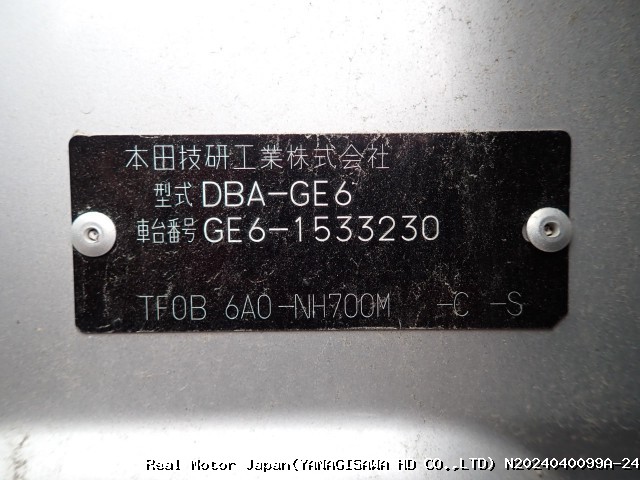 本田技研工業株式会社
型式 DBA-GE6
車台番号 GE6-1533230
TF0B 6A0-NH700M -C -S
Real Motor Japan(YANAGISAWA HD CO.,LTD) N2024040099A-24